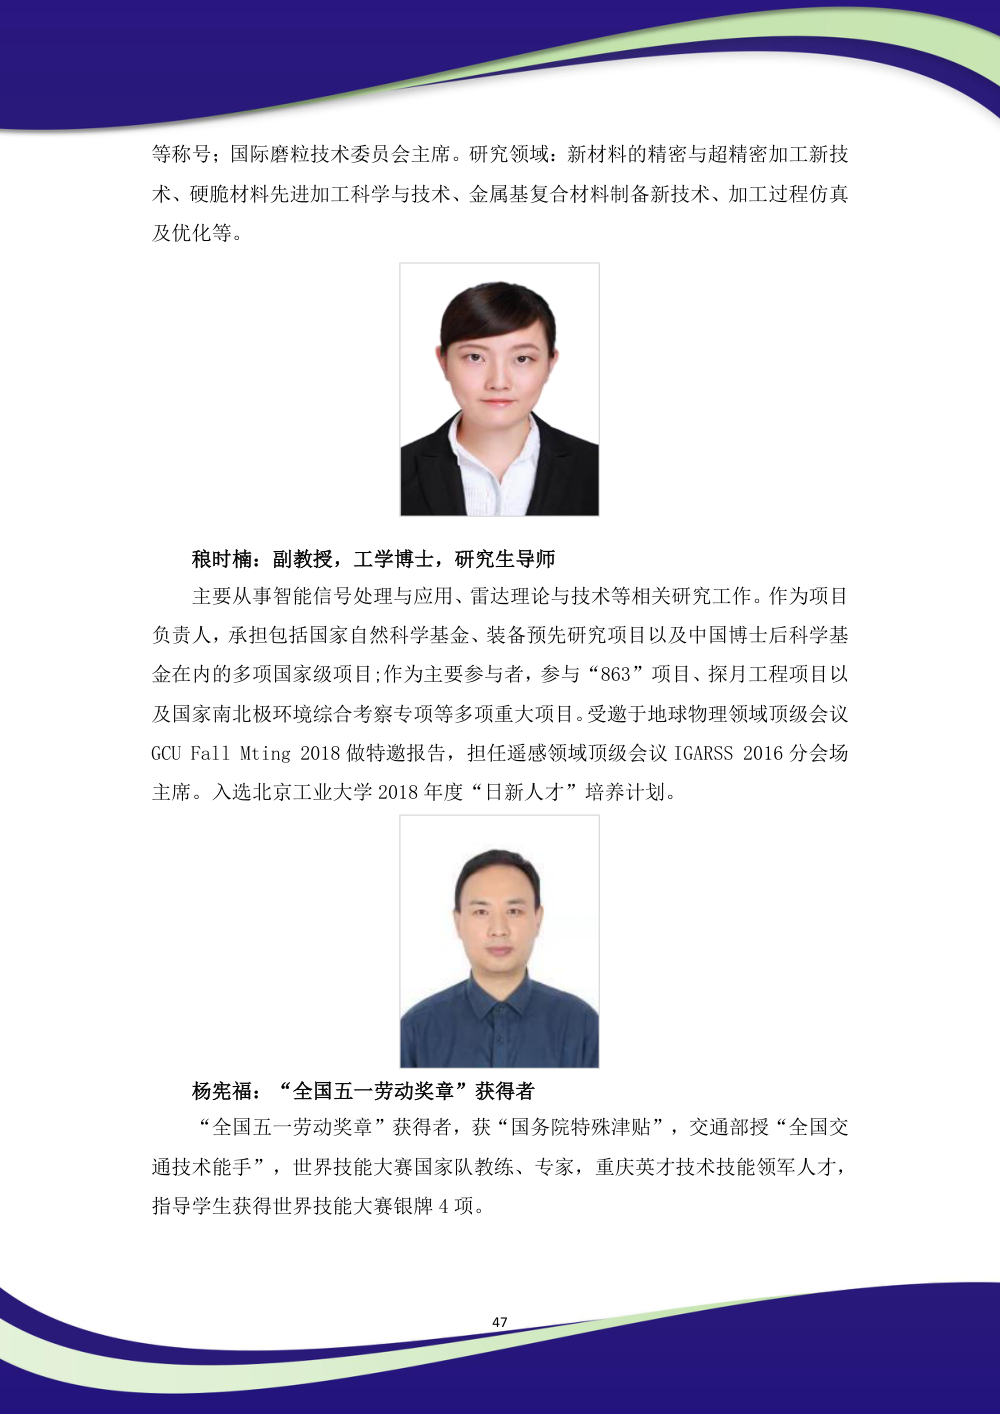 等称号；国际磨粒技术委员会主席。研究领域：新材料的精密与超精密加工新技
术、硬脆材料先进加工科学与技术、金属基复合材料制备新技术、加工过程仿真
及优化等。
稂时楠：副教授，工学博士，研究生导师
主要从事智能信号处理与应用、雷达理论与技术等相关研究工作。作为项目
负责人，承担包括国家自然科学基金、装备预先研究项目以及中国博士后科学基
金在内的多项国家级项目;作为主要参与者，参与“863”项目、探月工程项目以
及国家南北极环境综合考察专项等多项重大项目。受邀于地球物理领域顶级会议
GCU Fall Mting 2018 做特邀报告，担任遥感领域顶级会议 IGARSS 2016 分会场
主席。入选北京工业大学 2018 年度“日新人才”培养计划。
杨宪福：“全国五一劳动奖章”获得者
“全国五一劳动奖章”获得者，获“国务院特殊津贴”，交通部授“全国交
通技术能手”，世界技能大赛国家队教练、专家，重庆英才技术技能领军人才，
指导学生获得世界技能大赛银牌 4 项。
47